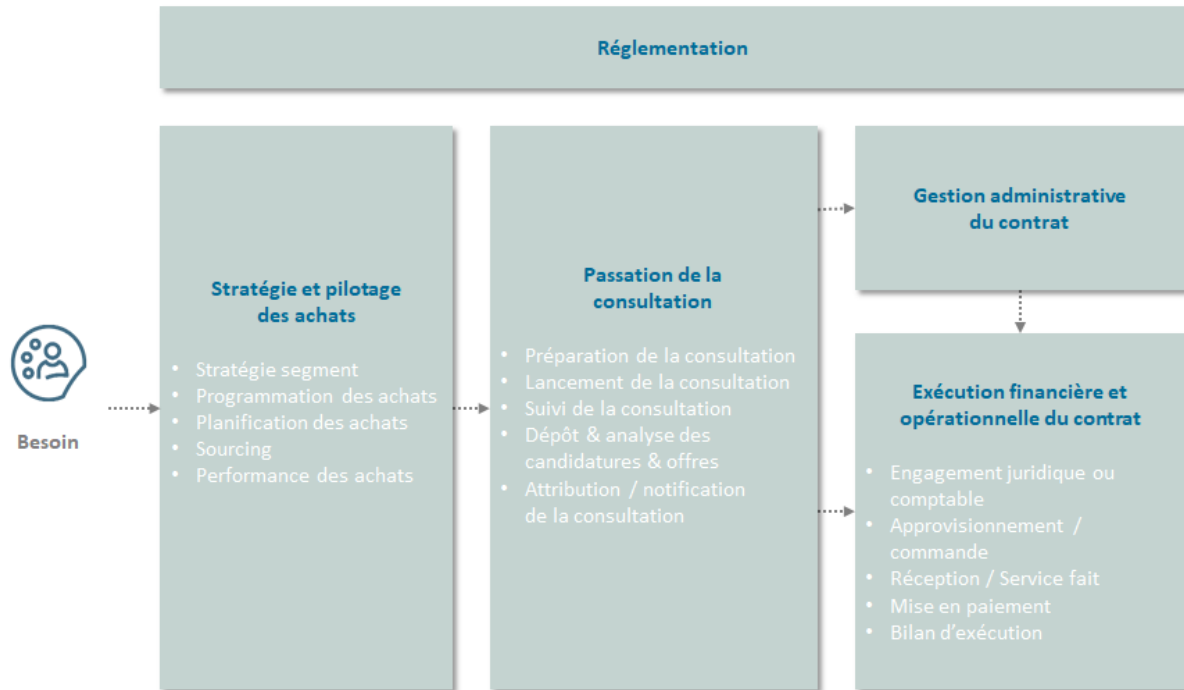 Réglementation
Besoin
Stratégie et pilotage
des achats
• Stratégie segment
• Programmation des achats
• Planification des achats
• Sourcing
• Performance des achats
Passation de la
consultation
• Préparation de la consultation
• Lancement de la consultation
• Suivi de la consultation
• Dépôt & analyse des
candidatures & offres
• Attribution / notification
de la consultation
Gestion administrative
du contrat
Exécution financière et
opérationnelle du contrat
• Engagement juridique ou
comptable
• Approvisionnement /
commande
• Réception / Service fait
• Mise en paiement
• Bilan d’exécution